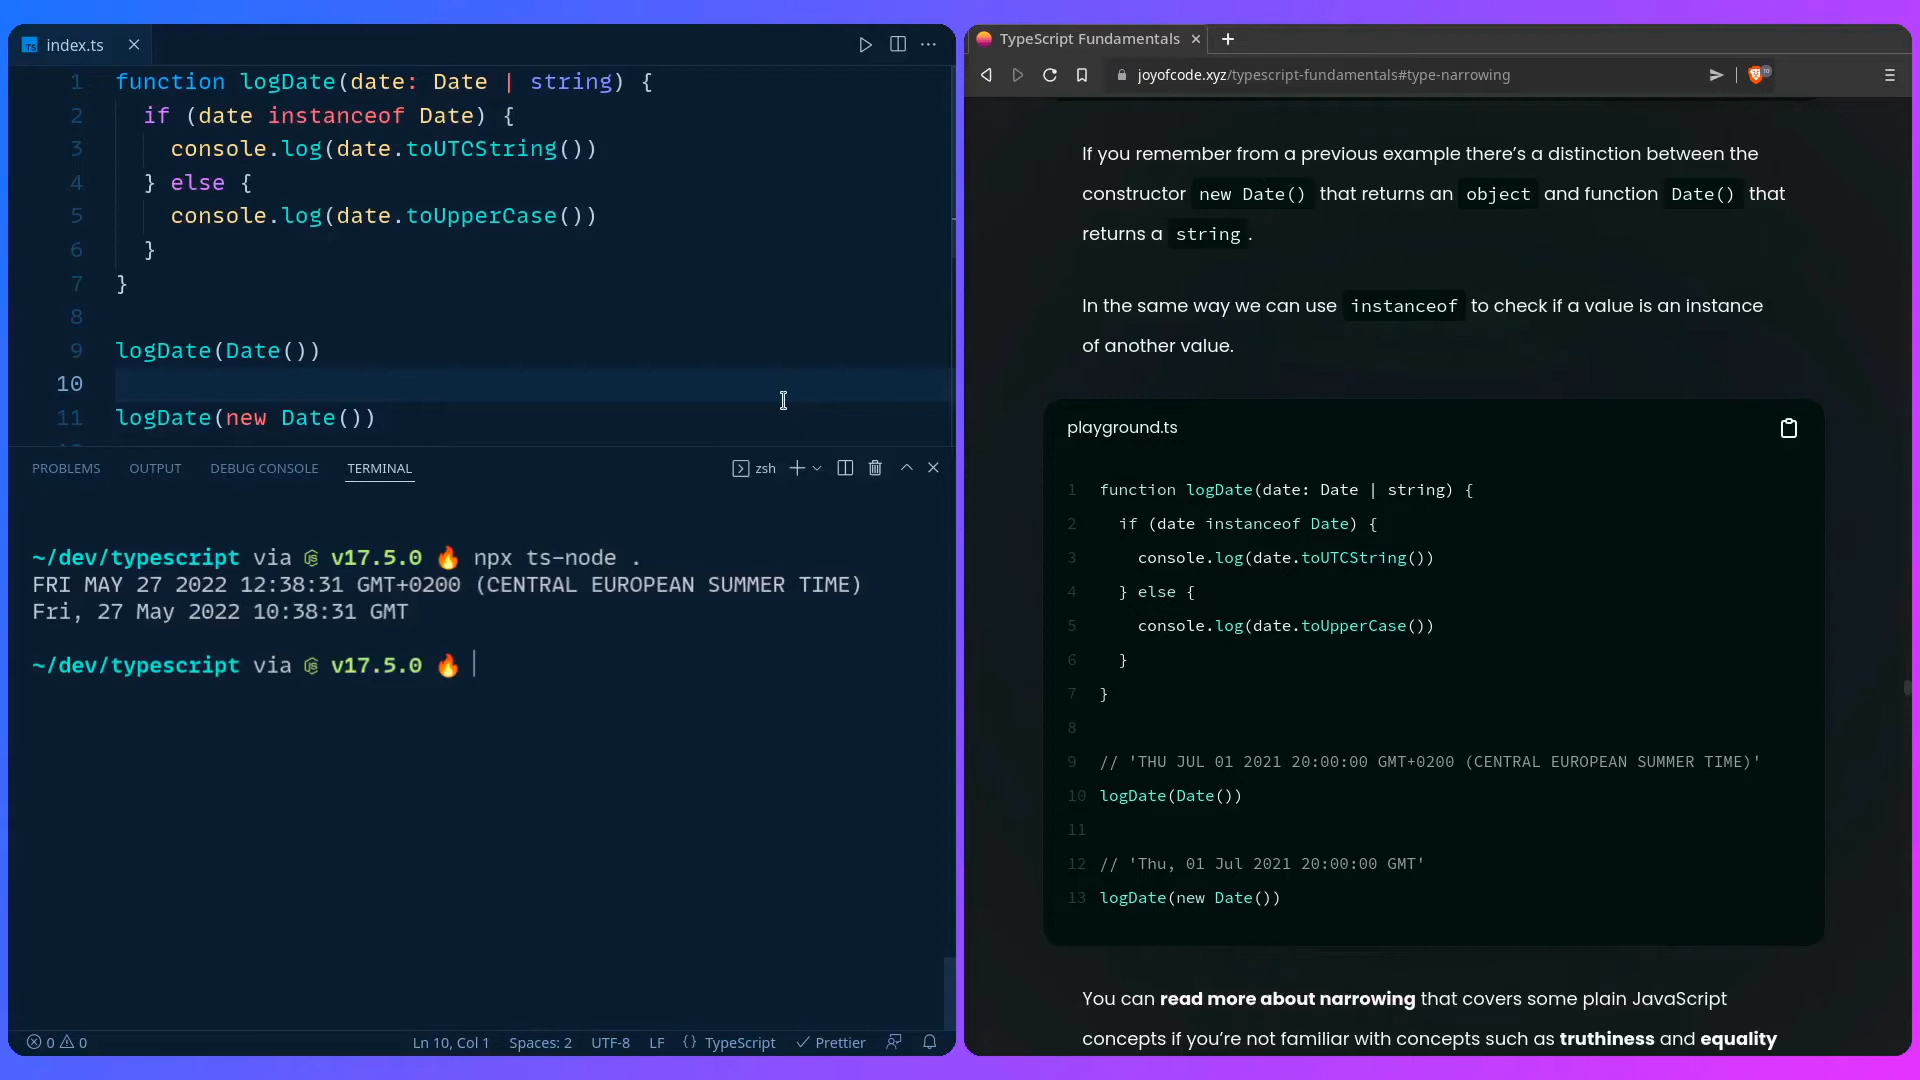 index.ts
1 function logDate(date: Date | string) {
2 if (date instanceof Date) {
3 console.log(date.toUTCString())
4 } else {
5 console.log(date.toUpperCase())
6 }
7 }
8
9 logDate(Date())
10
11 logDate(new Date())
PROBLEMS OUTPUT DEBUG CONSOLE TERMINAL zsh
~/dev/typescript via v17.5.0 🔥 npx ts-node .
FRI MAY 27 2022 12:38:31 GMT+0200 (CENTRAL EUROPEAN SUMMER TIME)
Fri, 27 May 2022 10:38:31 GMT
~/dev/typescript via v17.5.0 🔥
0 0 Ln 10, Col 1 Spaces: 2 UTF-8 LF {} TypeScript Prettier
TypeScript Fundamentals
joyofcode.xyz/typescript-fundamentals#type-narrowing
If you remember from a previous example there’s a distinction between the
constructor new Date() that returns an object and function Date() that
returns a string .
In the same way we can use instanceof to check if a value is an instance
of another value.
playground.ts
1 function logDate(date: Date | string) {
2 if (date instanceof Date) {
3 console.log(date.toUTCString())
4 } else {
5 console.log(date.toUpperCase())
6 }
7 }
8
9 // 'THU JUL 01 2021 20:00:00 GMT+0200 (CENTRAL EUROPEAN SUMMER TIME)'
10 logDate(Date())
11
12 // 'Thu, 01 Jul 2021 20:00:00 GMT'
13 logDate(new Date())
You can read more about narrowing that covers some plain JavaScript
concepts if you’re not familiar with concepts such as truthiness and equality